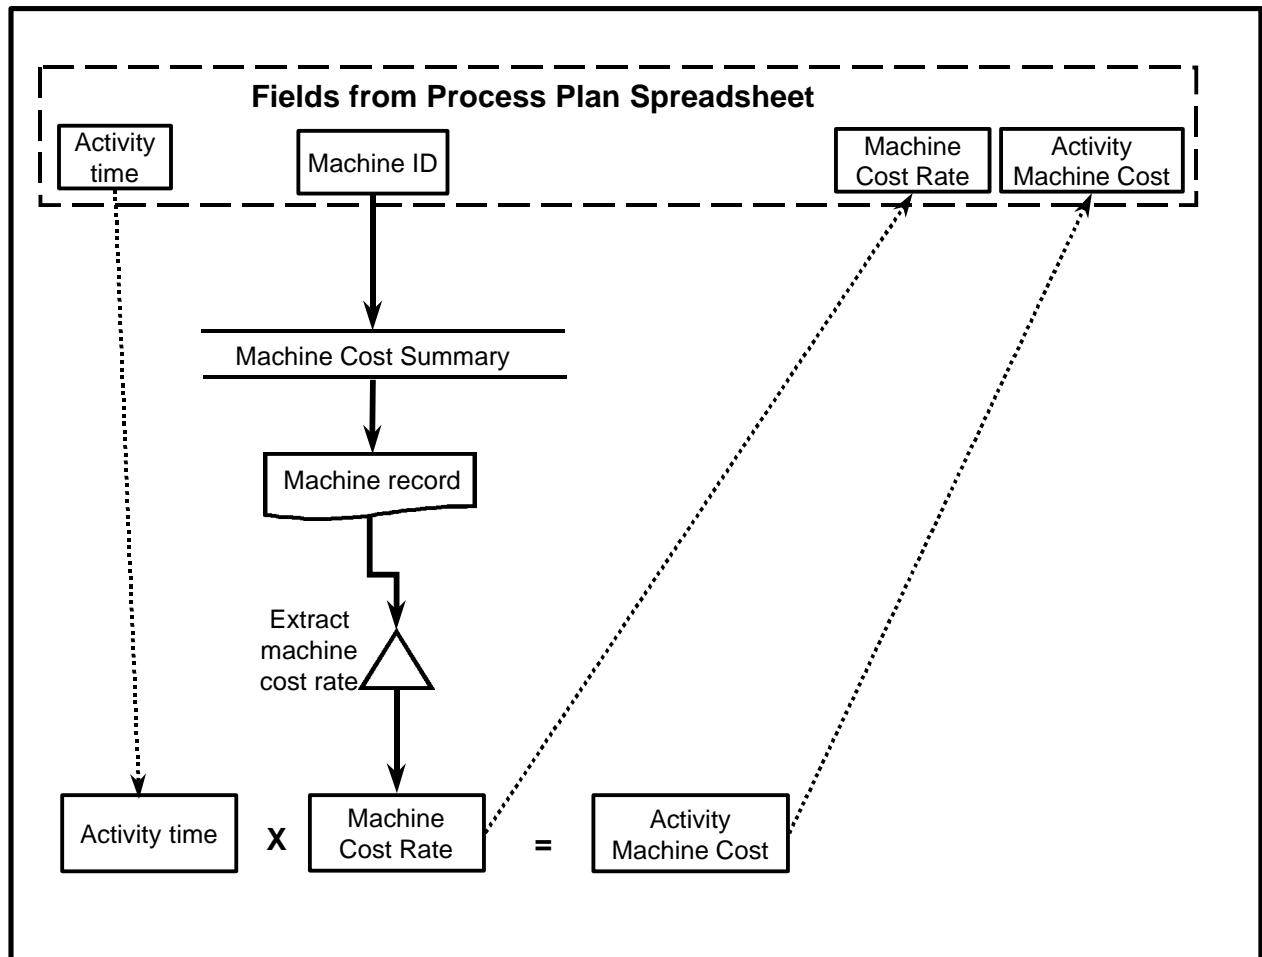 Fields from Process Plan Spreadsheet
Activity
time
Machine ID
Machine
Cost Rate
Activity
Machine Cost
Machine Cost Summary
Machine record
Extract
machine
cost rate
Activity time
X
Machine
Cost Rate
=
Activity
Machine Cost